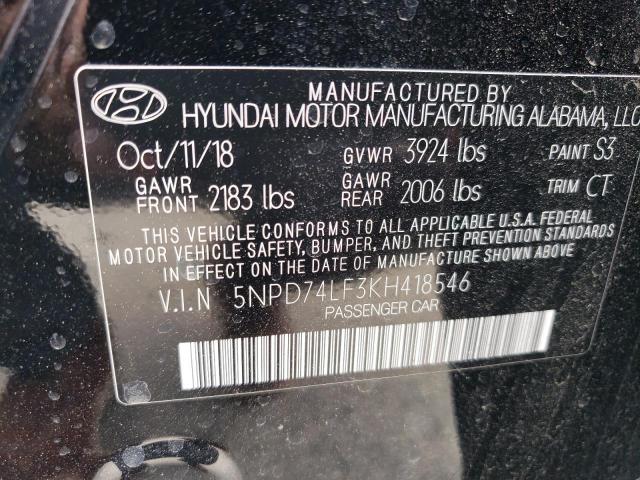 MANUFACTURED BY
HYUNDAI MOTOR MANUFACTURING ALABAMA, LLC
Oct/11/18 GVWR 3924 lbs PAINT S3
GAWR FRONT 2183 lbs GAWR REAR 2006 lbs TRIM CT
THIS VEHICLE CONFORMS TO ALL APPLICABLE U.S.A. FEDERAL
MOTOR VEHICLE SAFETY, BUMPER, AND THEFT PREVENTION STANDARDS
IN EFFECT ON THE DATE OF MANUFACTURE SHOWN ABOVE
V.I.N 5NPD74LF3KH418546
PASSENGER CAR